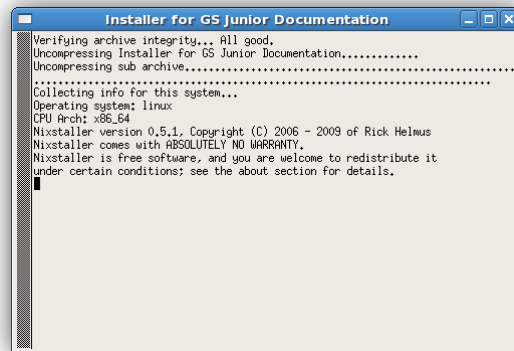 Installer for GS Junior Documentation
Verifying archive integrity... All good.
Uncompressing Installer for GS Junior Documentation.............
Uncompressing sub archive.......................................................
................................................................................
Collecting info for this system...
Operating system: linux
CPU Arch: x86_64
Nixstaller version 0.5.1, Copyright (C) 2006 - 2009 of Rick Helmus
Nixstaller comes with ABSOLUTELY NO WARRANTY.
Nixstaller is free software, and you are welcome to redistribute it
under certain conditions; see the about section for details.